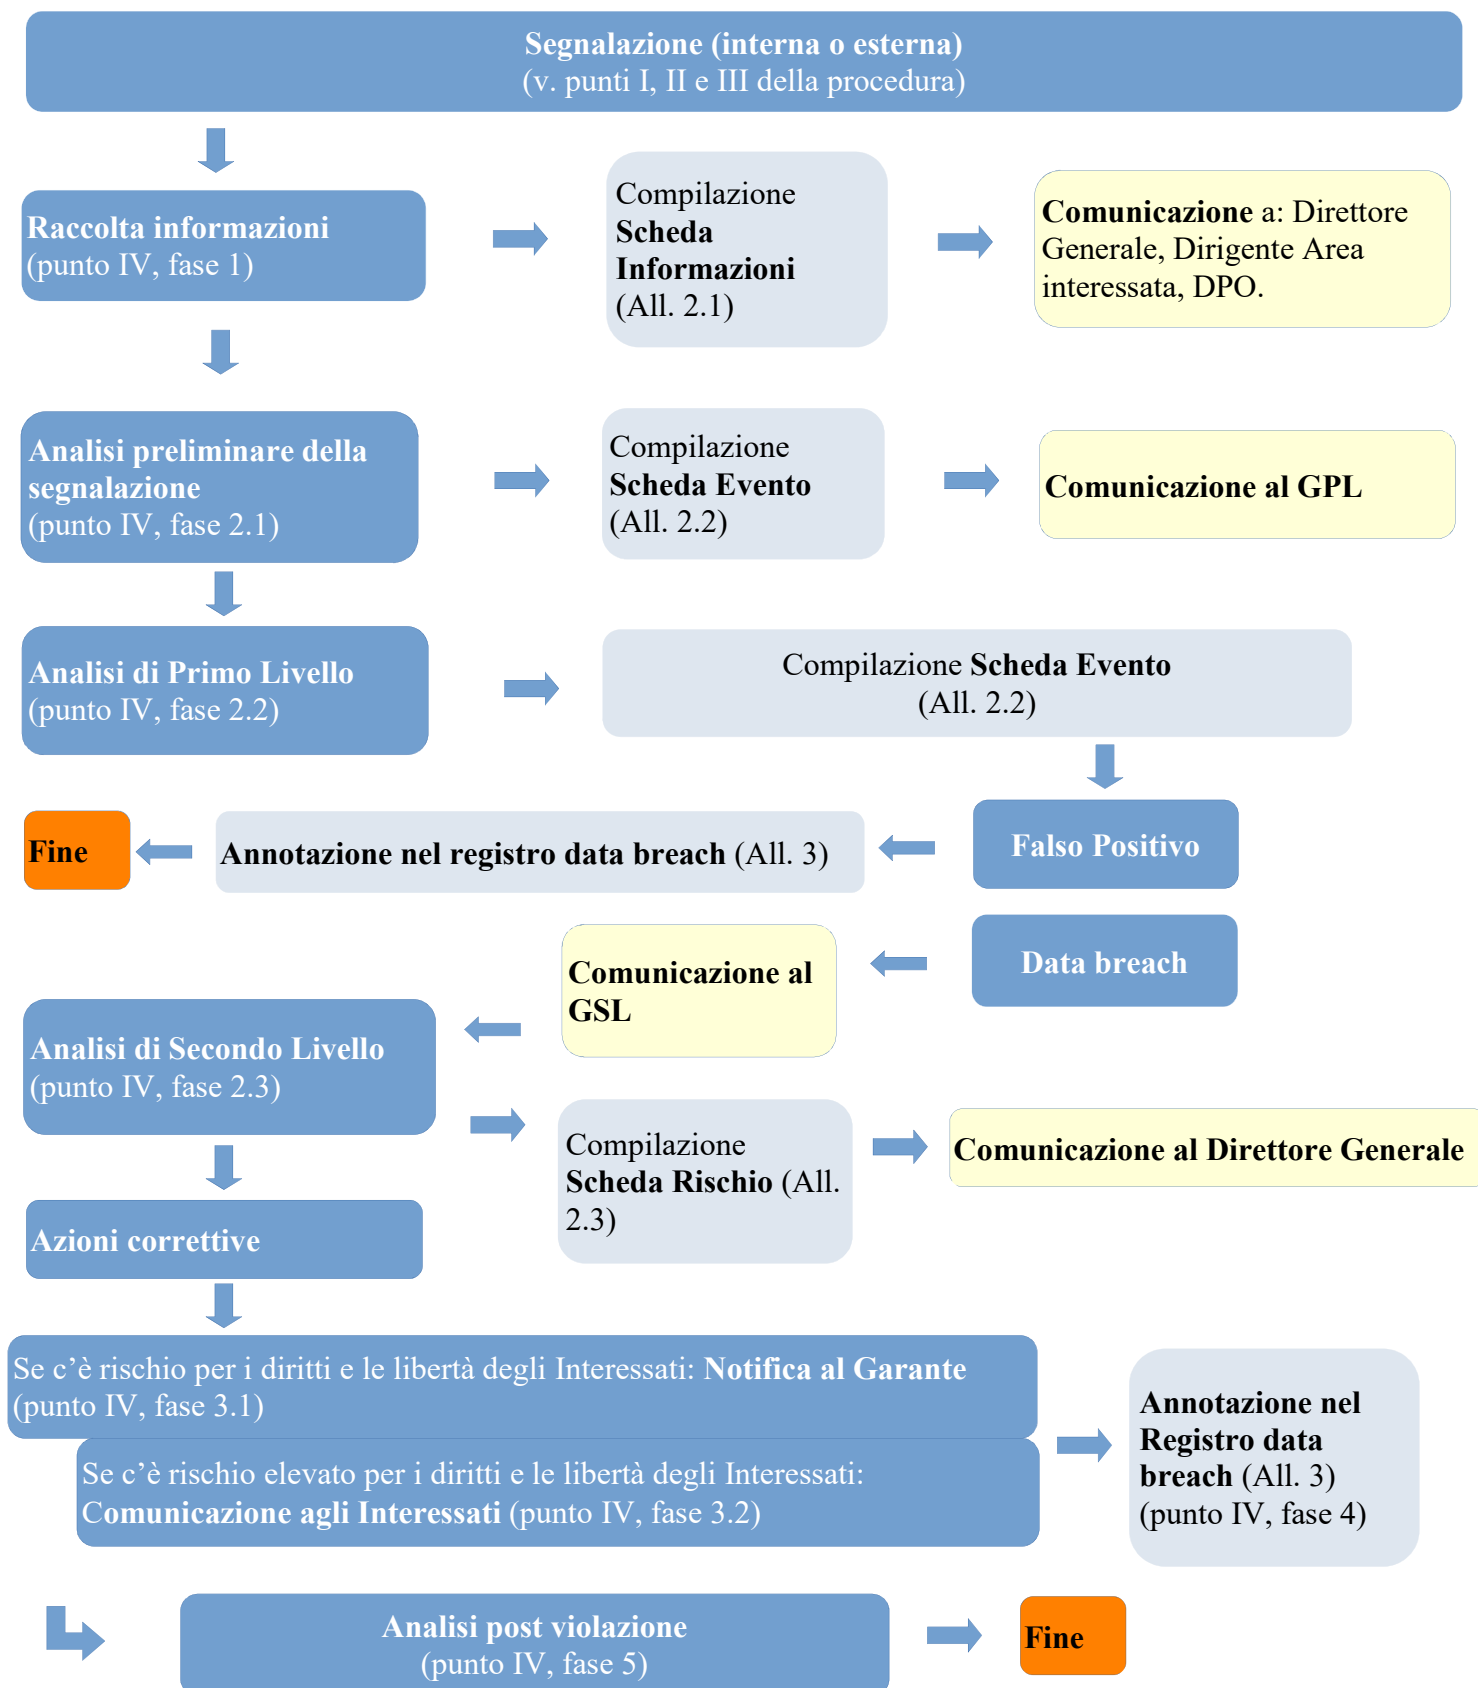 Segnalazione (interna o esterna)
(v. punti I, II e III della procedura)
Raccolta informazioni
(punto IV, fase 1)
Compilazione
Scheda
Informazioni
(All. 2.1)
Comunicazione a: Direttore
Generale, Dirigente Area
interessata, DPO.
Analisi preliminare della
segnalazione
(punto IV, fase 2.1)
Compilazione
Scheda Evento
(All. 2.2)
Comunicazione al GPL
Analisi di Primo Livello
(punto IV, fase 2.2)
Compilazione Scheda Evento
(All. 2.2)
Falso Positivo
Annotazione nel registro data breach (All. 3)
Fine
Data breach
Comunicazione al
GSL
Analisi di Secondo Livello
(punto IV, fase 2.3)
Compilazione
Scheda Rischio (All.
2.3)
Comunicazione al Direttore Generale
Azioni correttive
Se c’è rischio per i diritti e le libertà degli Interessati: Notifica al Garante
(punto IV, fase 3.1)
Se c’è rischio elevato per i diritti e le libertà degli Interessati:
Comunicazione agli Interessati (punto IV, fase 3.2)
Annotazione nel
Registro data
breach (All. 3)
(punto IV, fase 4)
Analisi post violazione
(punto IV, fase 5)
Fine